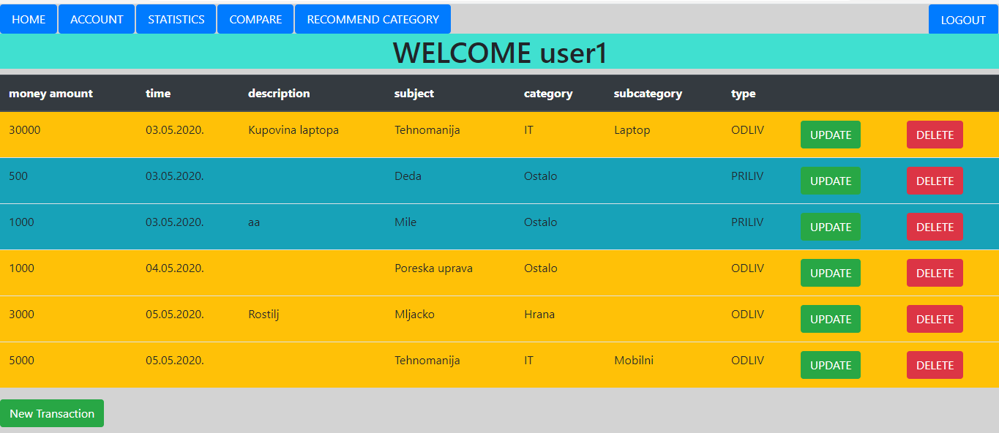 HOME ACCOUNT STATISTICS COMPARE RECOMMEND CATEGORY LOGOUT
WELCOME user1
money amount time description subject category subcategory type
30000 03.05.2020. Kupovina laptopa Tehnomanija IT Laptop ODLIV UPDATE DELETE
500 03.05.2020. Deda Ostalo PRILIV UPDATE DELETE
1000 03.05.2020. aa Mile Ostalo PRILIV UPDATE DELETE
1000 04.05.2020. Poreska uprava Ostalo ODLIV UPDATE DELETE
3000 05.05.2020. Rostilj Mljacko Hrana ODLIV UPDATE DELETE
5000 05.05.2020. Tehnomanija IT Mobilni ODLIV UPDATE DELETE
New Transaction